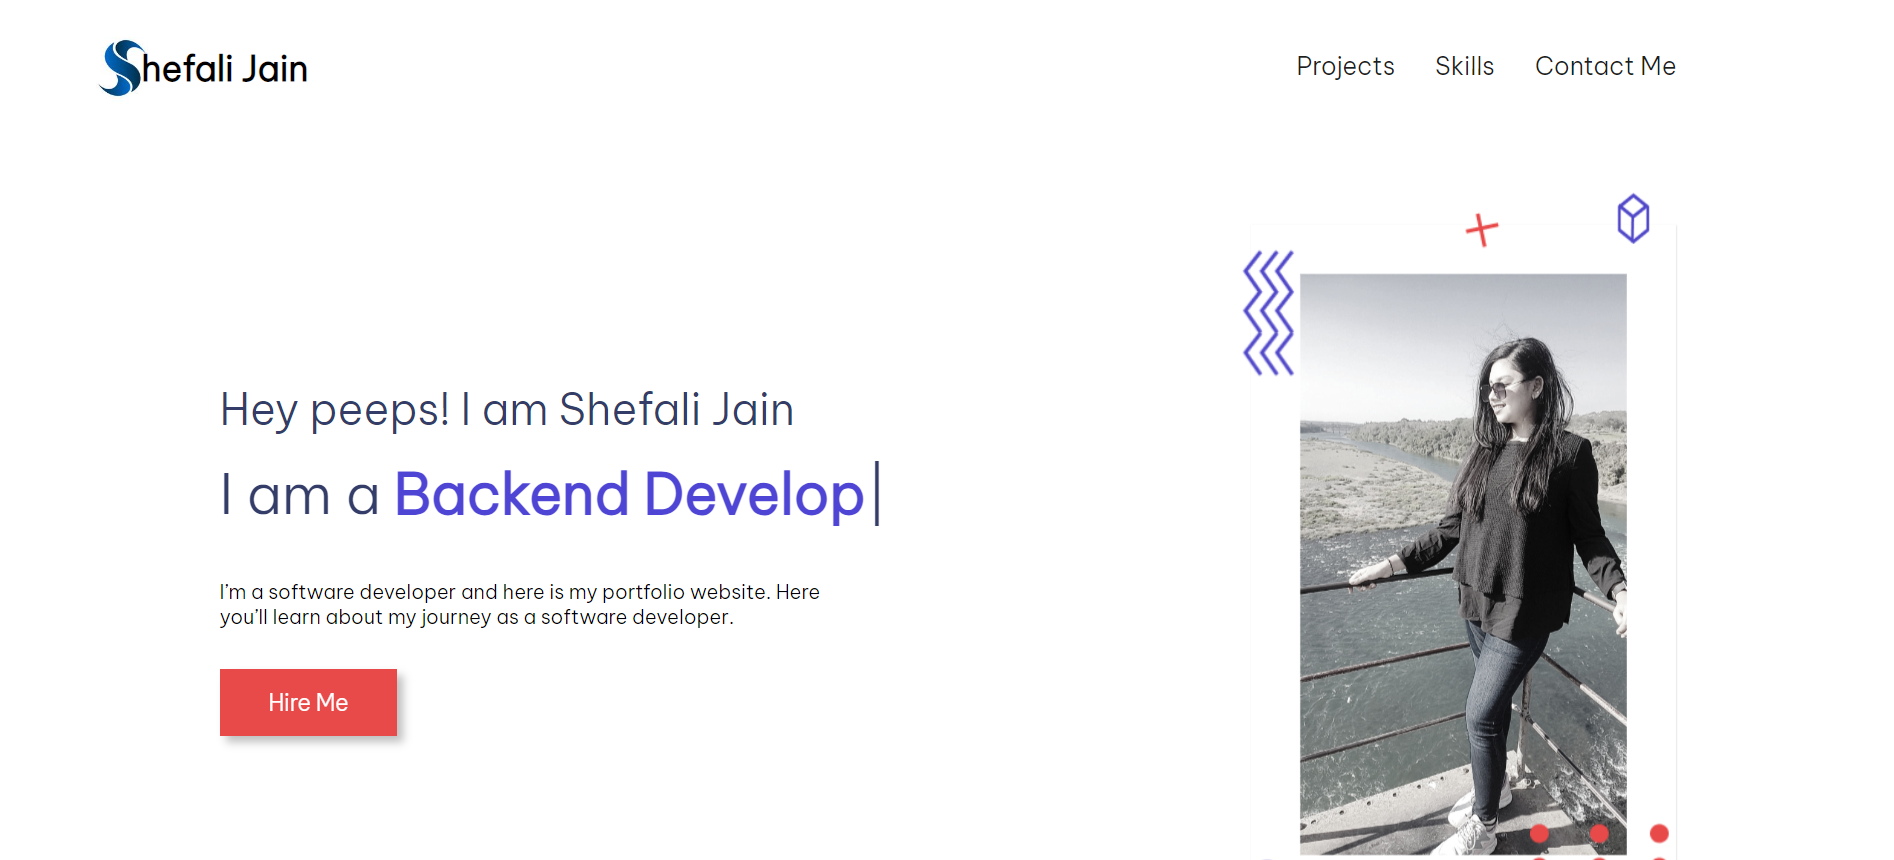 Shefali Jain
Projects Skills Contact Me
Hey peeps! I am Shefali Jain
I am a Backend Develop
I'm a software developer and here is my portfolio website. Here
you'll learn about my journey as a software developer.
Hire Me